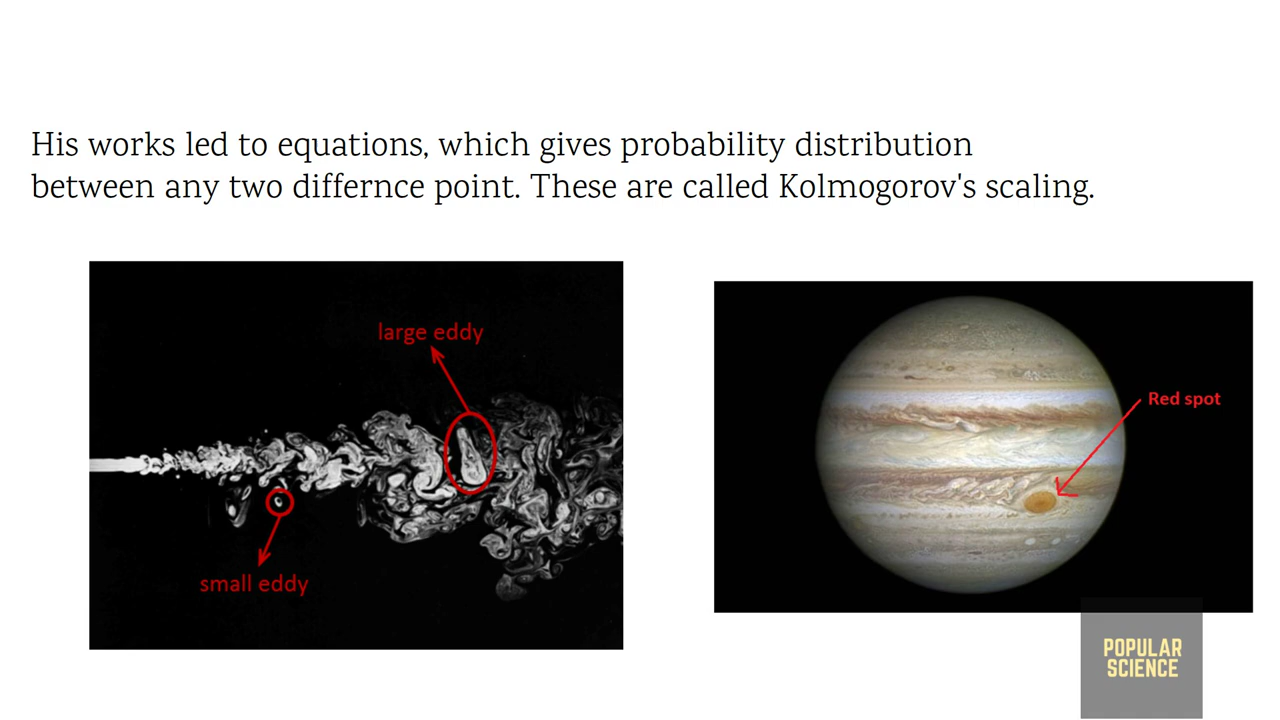 His works led to equations, which gives probability distribution
between any two differnce point. These are called Kolmogorov's scaling.
large eddy
small eddy
Red spot
POPULAR
SCIENCE